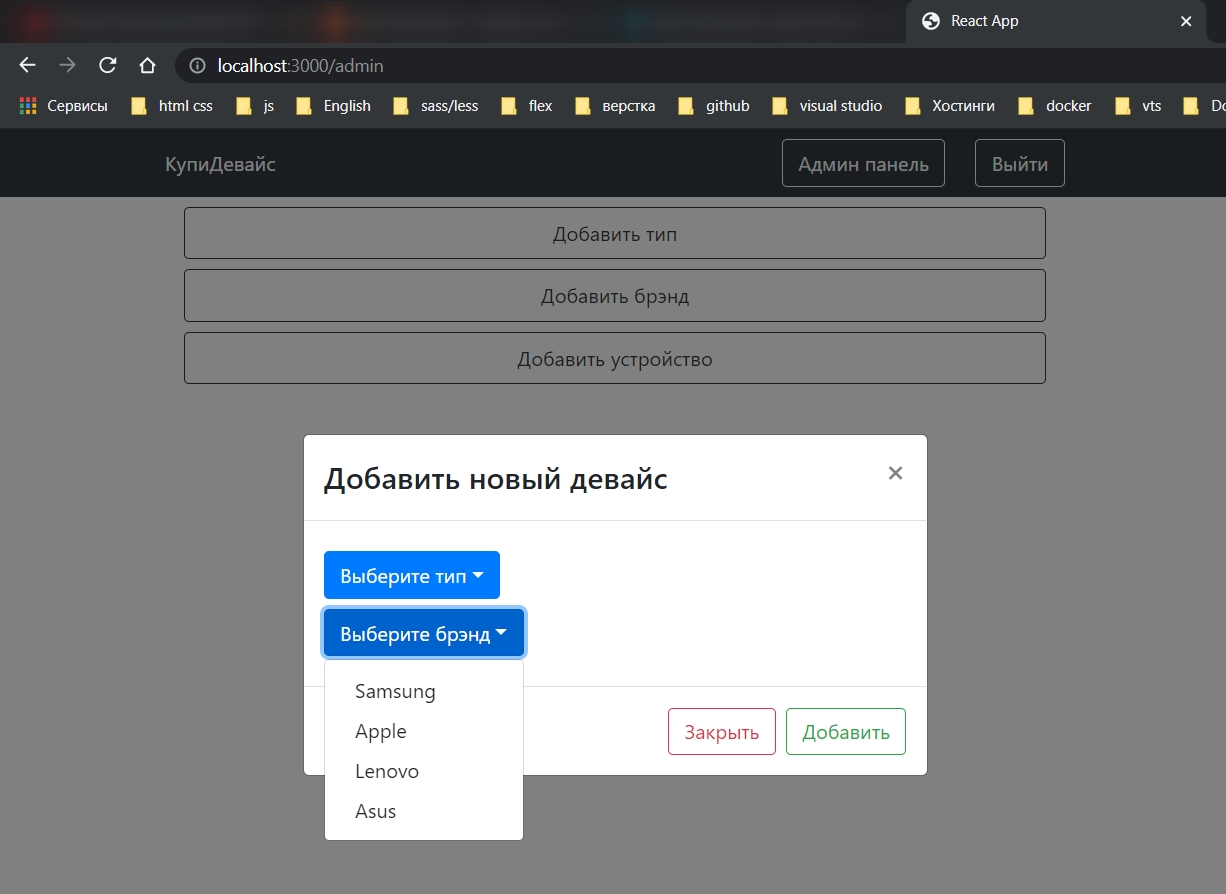 React App
localhost:3000/admin
Сервисы html css js English sass/less flex верстка github visual studio Хостинги docker vts
КупиДевайс Админ панель Выйти
Добавить тип
Добавить брэнд
Добавить устройство
Добавить новый девайс ×
Выберите тип
Выберите брэнд
Samsung
Apple
Lenovo
Asus
Закрыть Добавить